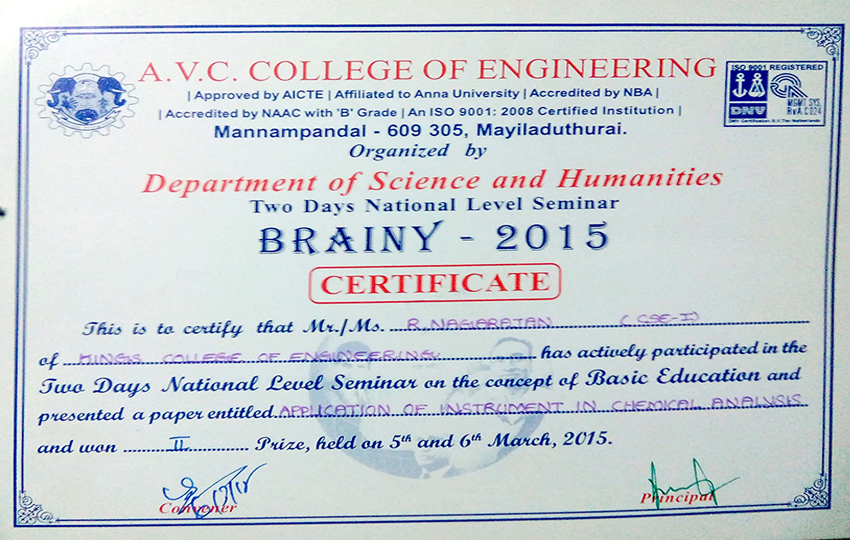 A.V.C. COLLEGE OF ENGINEERING
| Approved by AICTE | Affiliated to Anna University | Accredited by NBA |
| Accredited by NAAC with 'B' Grade | An ISO 9001: 2008 Certified Institution |
Mannampandal - 609 305, Mayiladuthurai.
ISO 9001 REGISTERED
DNV
MGMT SYS.
RvA C 024
DNV Certification B.V. The Netherlands
Organized by
Department of Science and Humanities
Two Days National Level Seminar
BRAINY - 2015
CERTIFICATE
This is to certify that Mr./Ms. R.NAGARAJAN (CSE-I)
of KINGS COLLEGE OF ENGINEERING has actively participated in the
Two Days National Level Seminar on the concept of Basic Education and
presented a paper entitled APPLICATION OF INSTRUMENT IN CHEMICAL ANALYSIS
and won II Prize, held on 5th and 6th March, 2015.
Convener
Principal